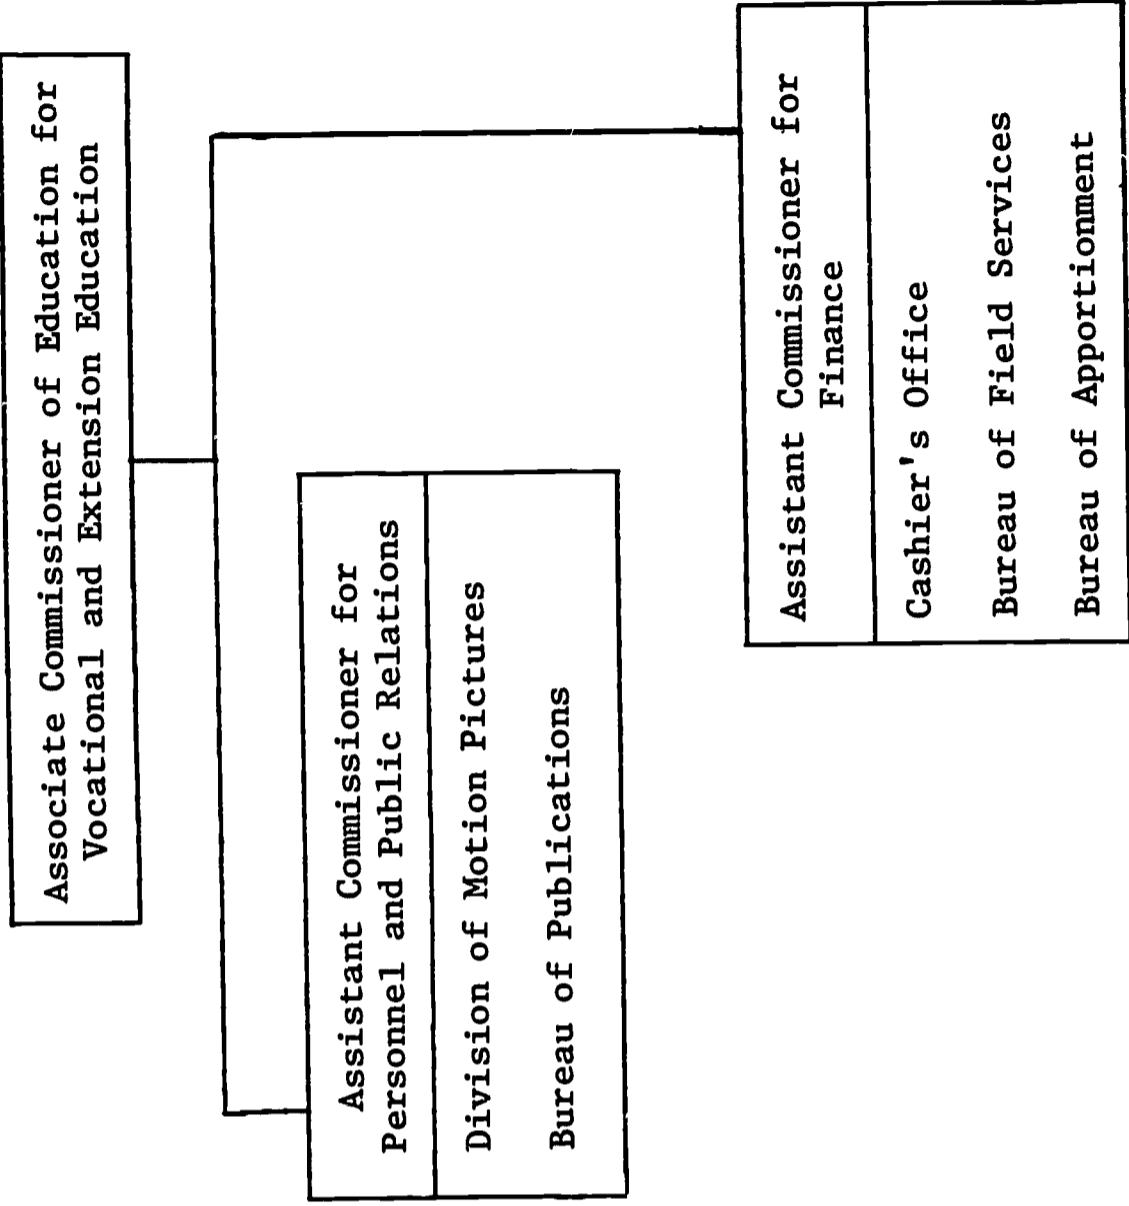 Associate Commissioner of Education for
Vocational and Extension Education
Assistant Commissioner for
Personnel and Public Relations
Division of Motion Pictures
Bureau of Publications
Assistant Commissioner for
Finance
Cashier's Office
Bureau of Field Services
Bureau of Apportionment